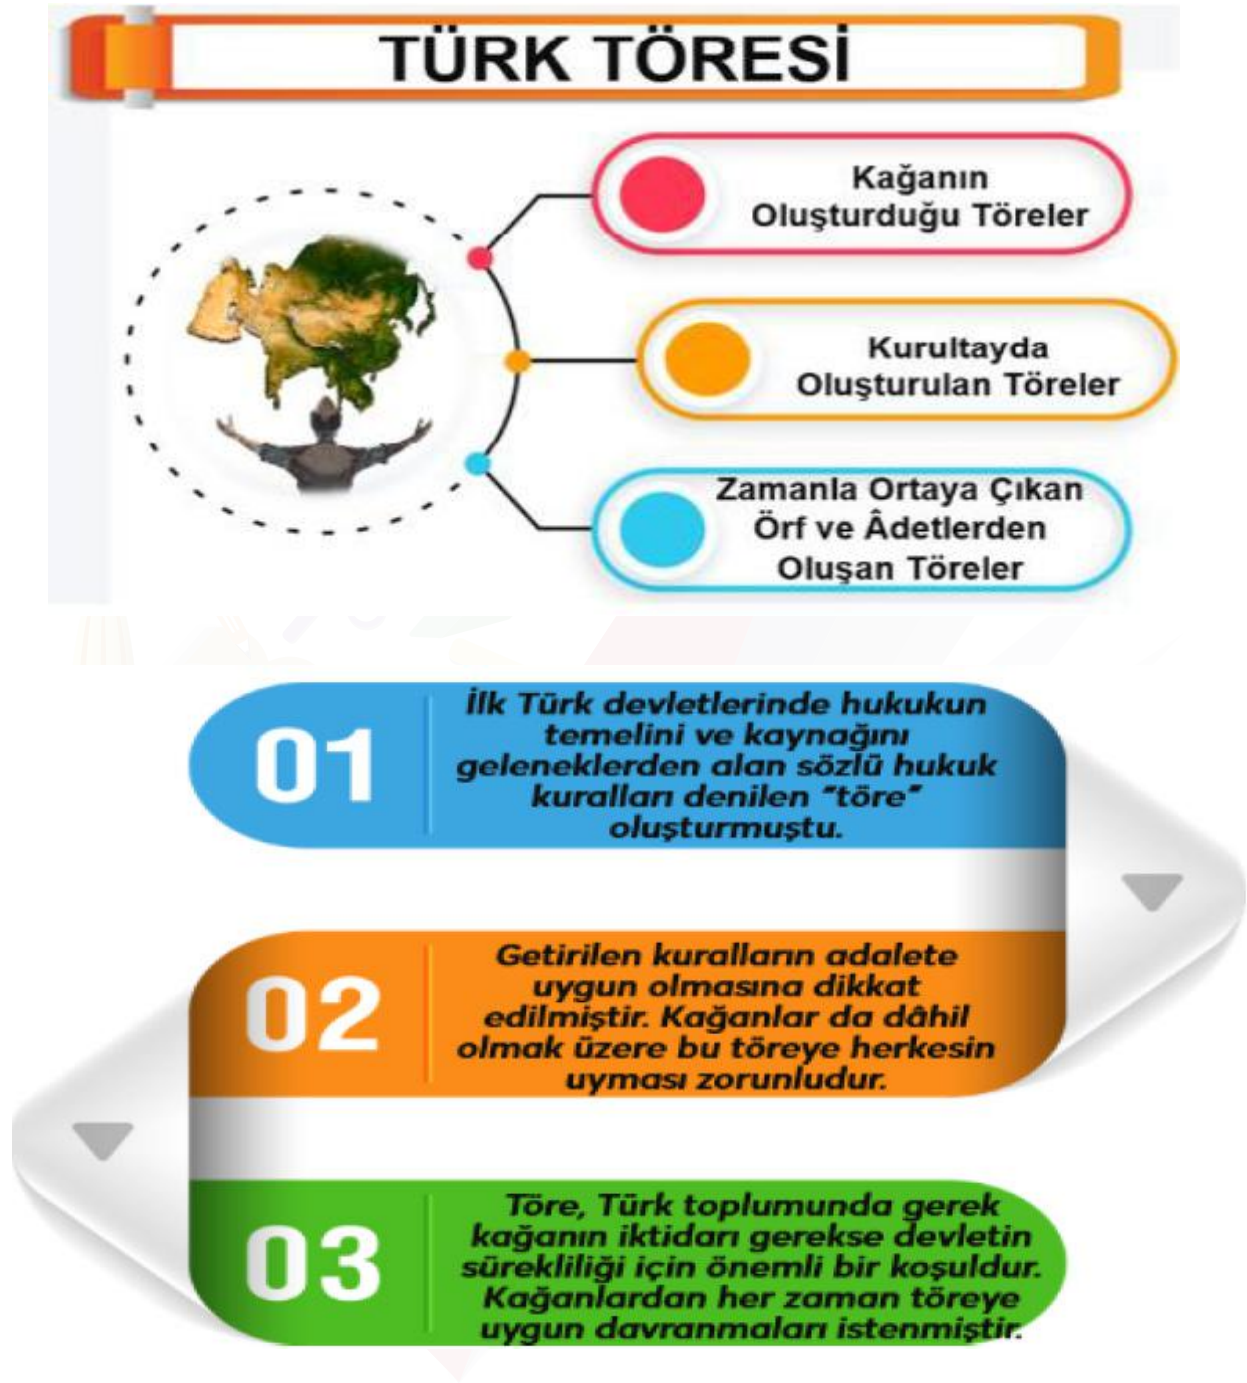 TÜRK TÖRESİ
Kağanın
Oluşturduğu Töreler
Kurultayda
Oluşturulan Töreler
Zamanla Ortaya Çıkan
Örf ve Âdetlerden
Oluşan Töreler
01
İlk Türk devletlerinde hukukun
temelini ve kaynağını
geleneklerden alan sözlü hukuk
kuralları denilen “töre”
oluşturmuştu.
02
Getirilen kuralların adalete
uygun olmasına dikkat
edilmiştir. Kağanlar da dâhil
olmak üzere bu töreye herkesin
uyması zorunludur.
03
Töre, Türk toplumunda gerek
kağanın iktidarı gerekse devletin
sürekliliği için önemli bir koşuldur.
Kağanlardan her zaman töreye
uygun davranmaları istenmiştir.